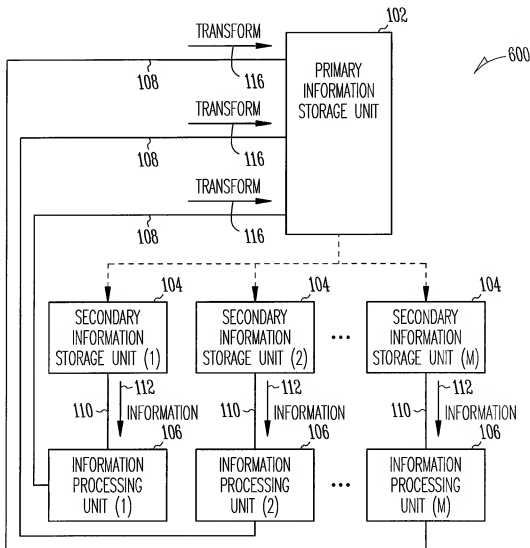 TRANSFORM
102
600
108
116
PRIMARY
INFORMATION
STORAGE UNIT
TRANSFORM
108
116
TRANSFORM
108
116
104
SECONDARY
INFORMATION
STORAGE UNIT (1)
104
SECONDARY
INFORMATION
STORAGE UNIT (2)
...
104
SECONDARY
INFORMATION
STORAGE UNIT (M)
110
112
INFORMATION
110
112
INFORMATION
110
112
INFORMATION
106
INFORMATION
PROCESSING
UNIT (1)
106
INFORMATION
PROCESSING
UNIT (2)
...
106
INFORMATION
PROCESSING
UNIT (M)